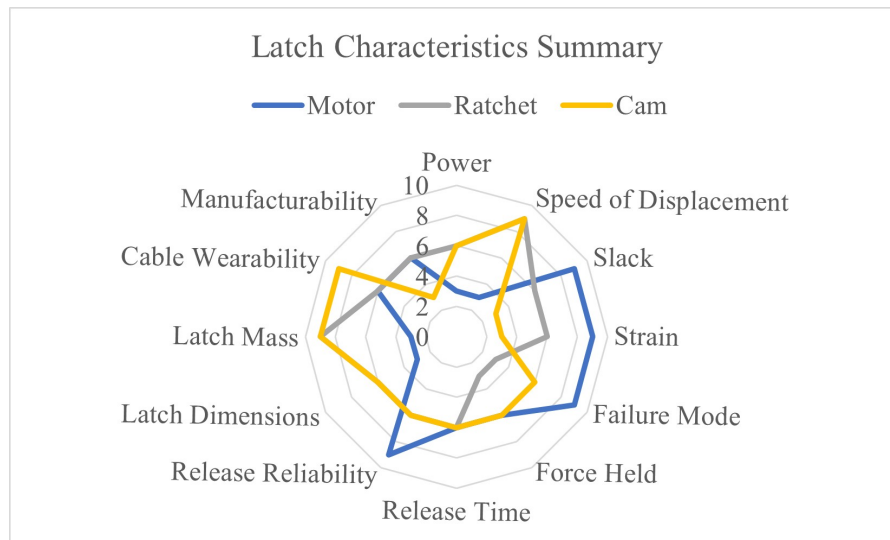 Latch Characteristics Summary
Motor Ratchet Cam
Power
Speed of Displacement
Slack
Strain
Failure Mode
Force Held
Release Time
Release Reliability
Latch Dimensions
Latch Mass
Cable Wearability
Manufacturability
10
8
6
4
2
0